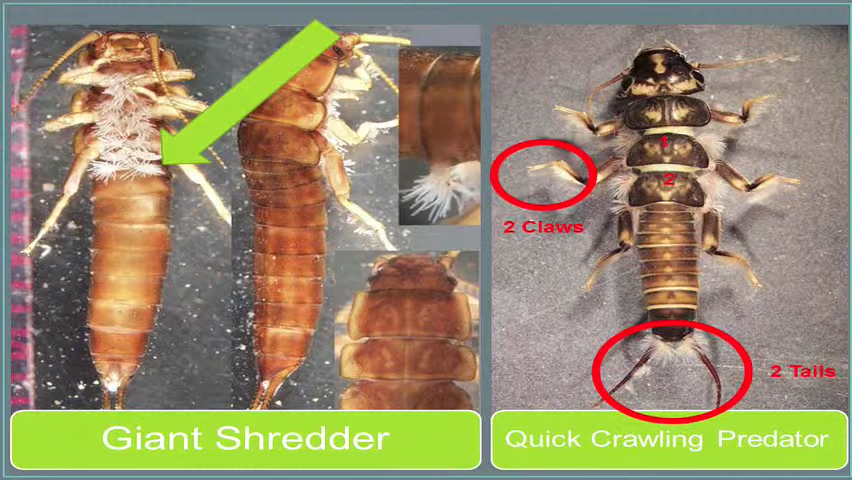 1
2
2 Claws
2 Tails
Giant Shredder
Quick Crawling Predator